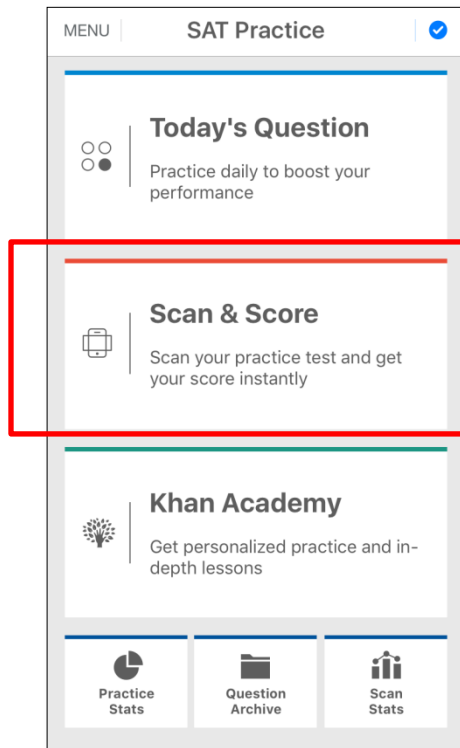 MENU SAT Practice
Today's Question
Practice daily to boost your
performance
Scan & Score
Scan your practice test and get
your score instantly
Khan Academy
Get personalized practice and in-
depth lessons
Practice
Stats
Question
Archive
Scan
Stats